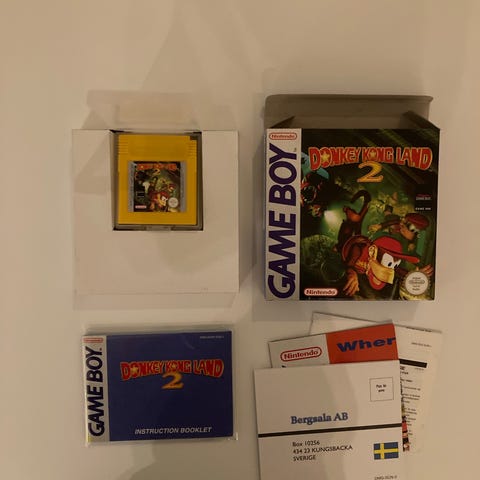 Nintendo
GAME BOY
DONKEY KONG LAND
2
Nintendo
GAME BOY
DONKEY KONG LAND
2
INSTRUCTION BOOKLET
Nintendo
Wher
Bergsala AB
Box 10256
434 23 KUNGSBACKA
SVERIGE